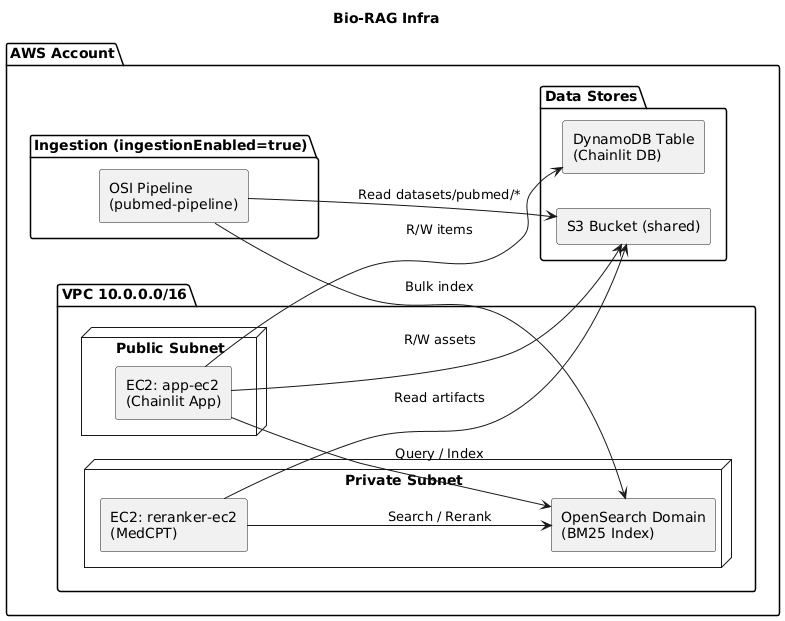 Bio-RAG Infra
AWS Account
Data Stores
DynamoDB Table
(Chainlit DB)
Ingestion (ingestionEnabled=true)
OSI Pipeline
(pubmed-pipeline)
Read datasets/pubmed/*
S3 Bucket (shared)
R/W items
Bulk index
VPC 10.0.0.0/16
Public Subnet
R/W assets
EC2: app-ec2
(Chainlit App)
Read artifacts
Query / Index
Private Subnet
EC2: reranker-ec2
(MedCPT)
Search / Rerank
OpenSearch Domain
(BM25 Index)